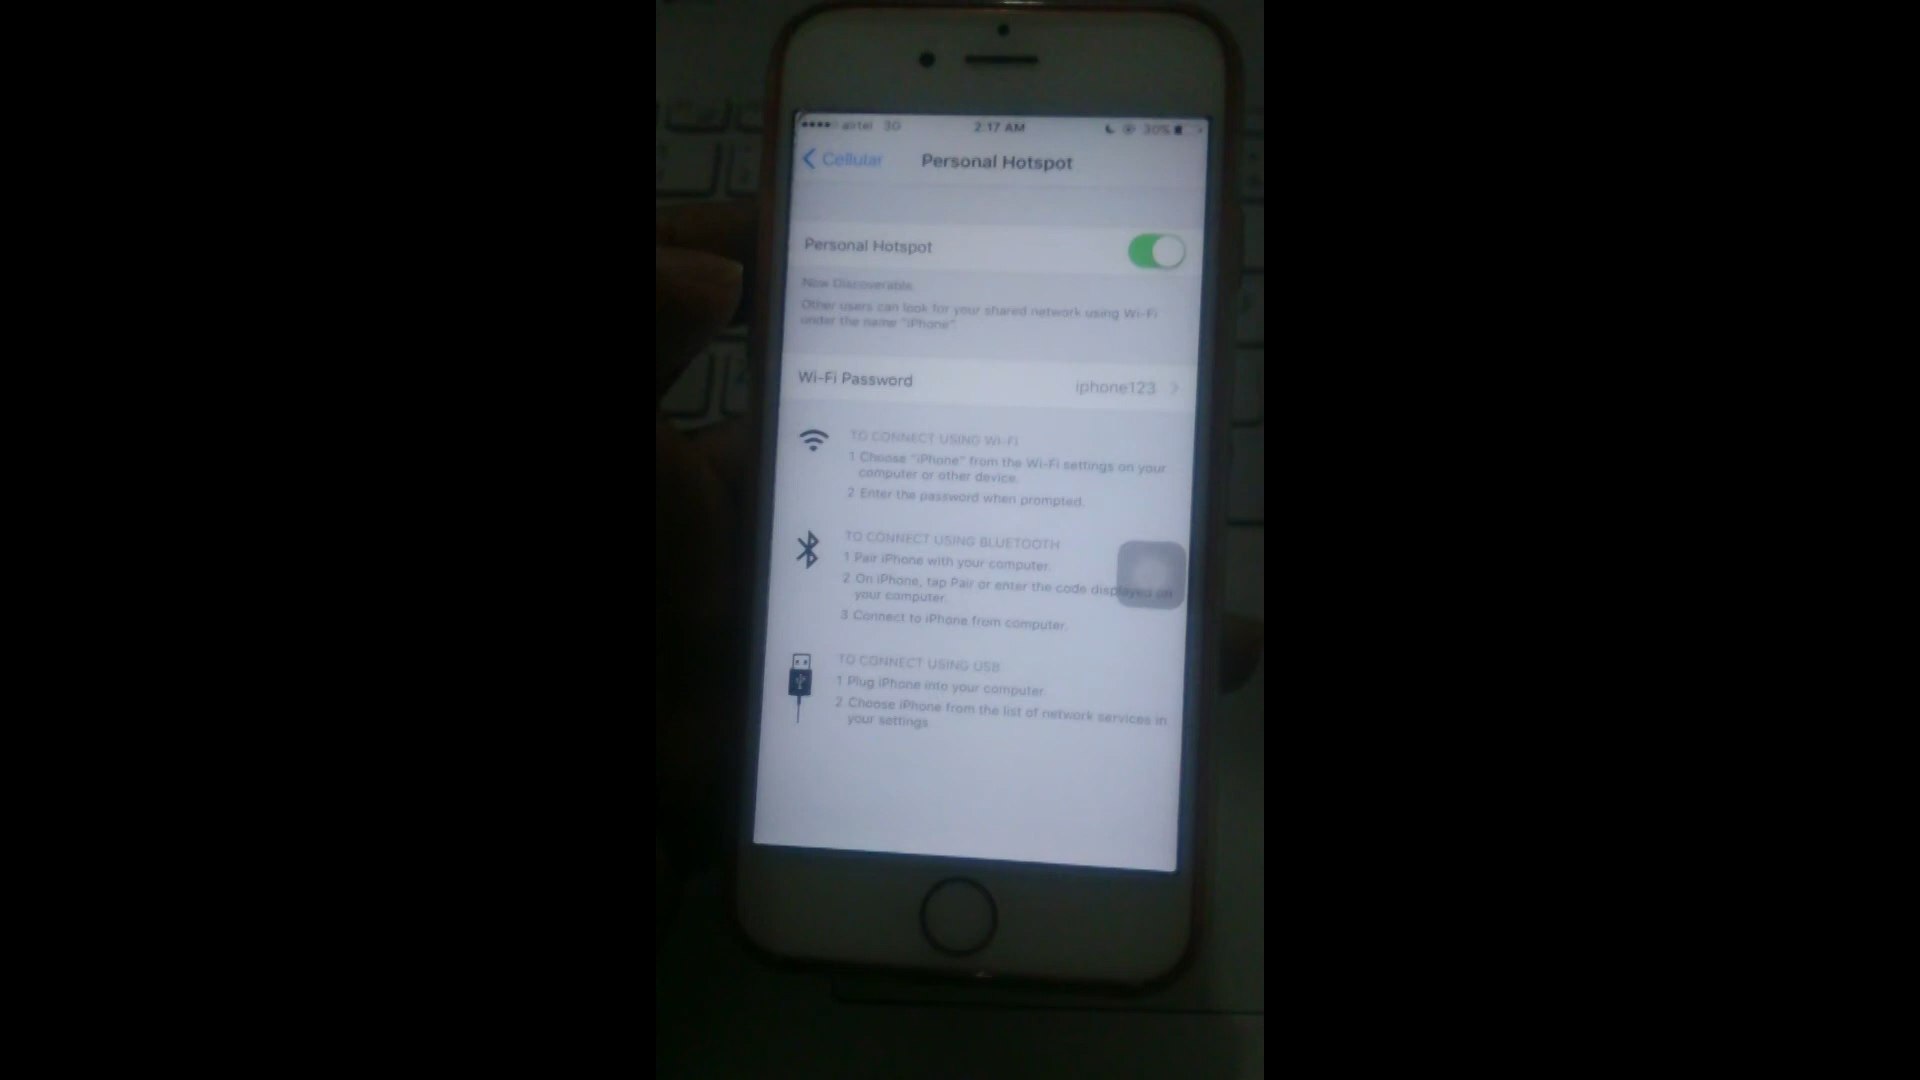 airtel 3G 2:17 AM 30%
Cellular Personal Hotspot
Personal Hotspot
Now Discoverable.
Other users can look for your shared network using Wi-Fi
under the name "iPhone".
Wi-Fi Password iphone123
TO CONNECT USING WI-FI
1 Choose "iPhone" from the Wi-Fi settings on your
computer or other device.
2 Enter the password when prompted.
TO CONNECT USING BLUETOOTH
1 Pair iPhone with your computer.
2 On iPhone, tap Pair or enter the code displayed on
your computer.
3 Connect to iPhone from computer.
TO CONNECT USING USB
1 Plug iPhone into your computer.
2 Choose iPhone from the list of network services in
your settings.